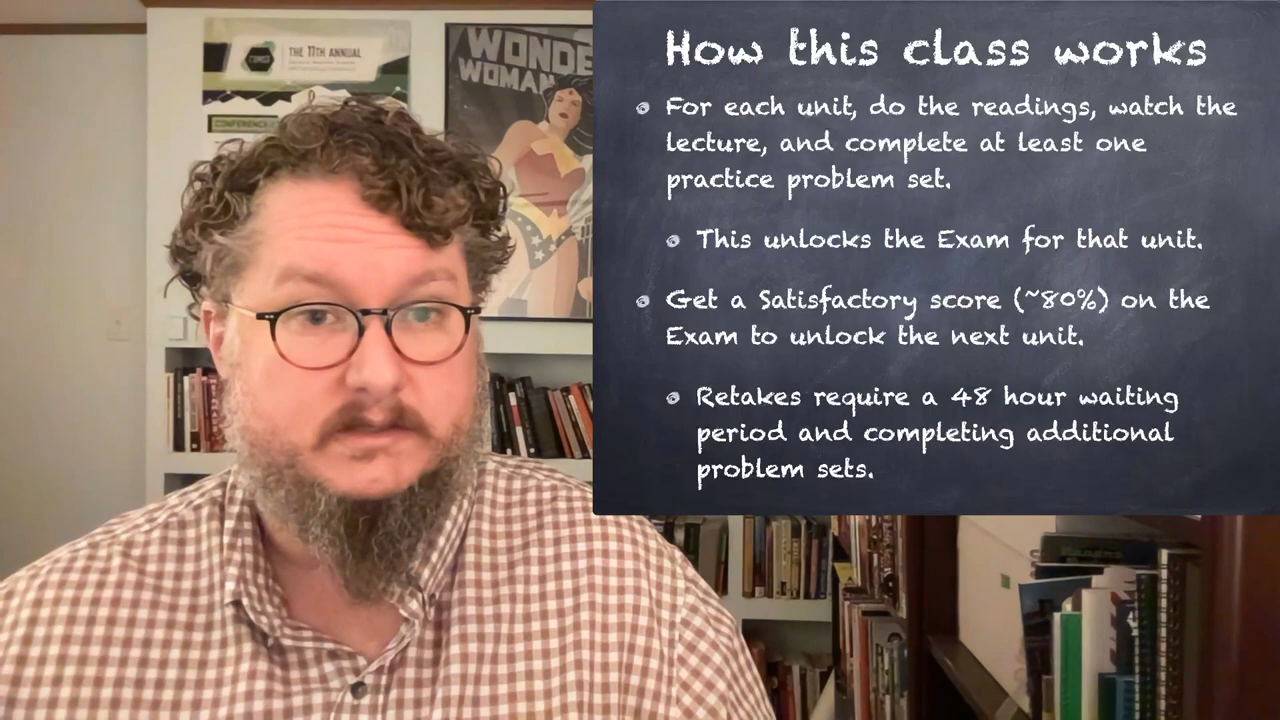 THE 11TH ANNUAL
CONFERENCE
WONDE
WOMAN
How this class works
For each unit, do the readings, watch the
lecture, and complete at least one
practice problem set.
This unlocks the Exam for that unit.
Get a Satisfactory score (~80%) on the
Exam to unlock the next unit.
Retakes require a 48 hour waiting
period and completing additional
problem sets.